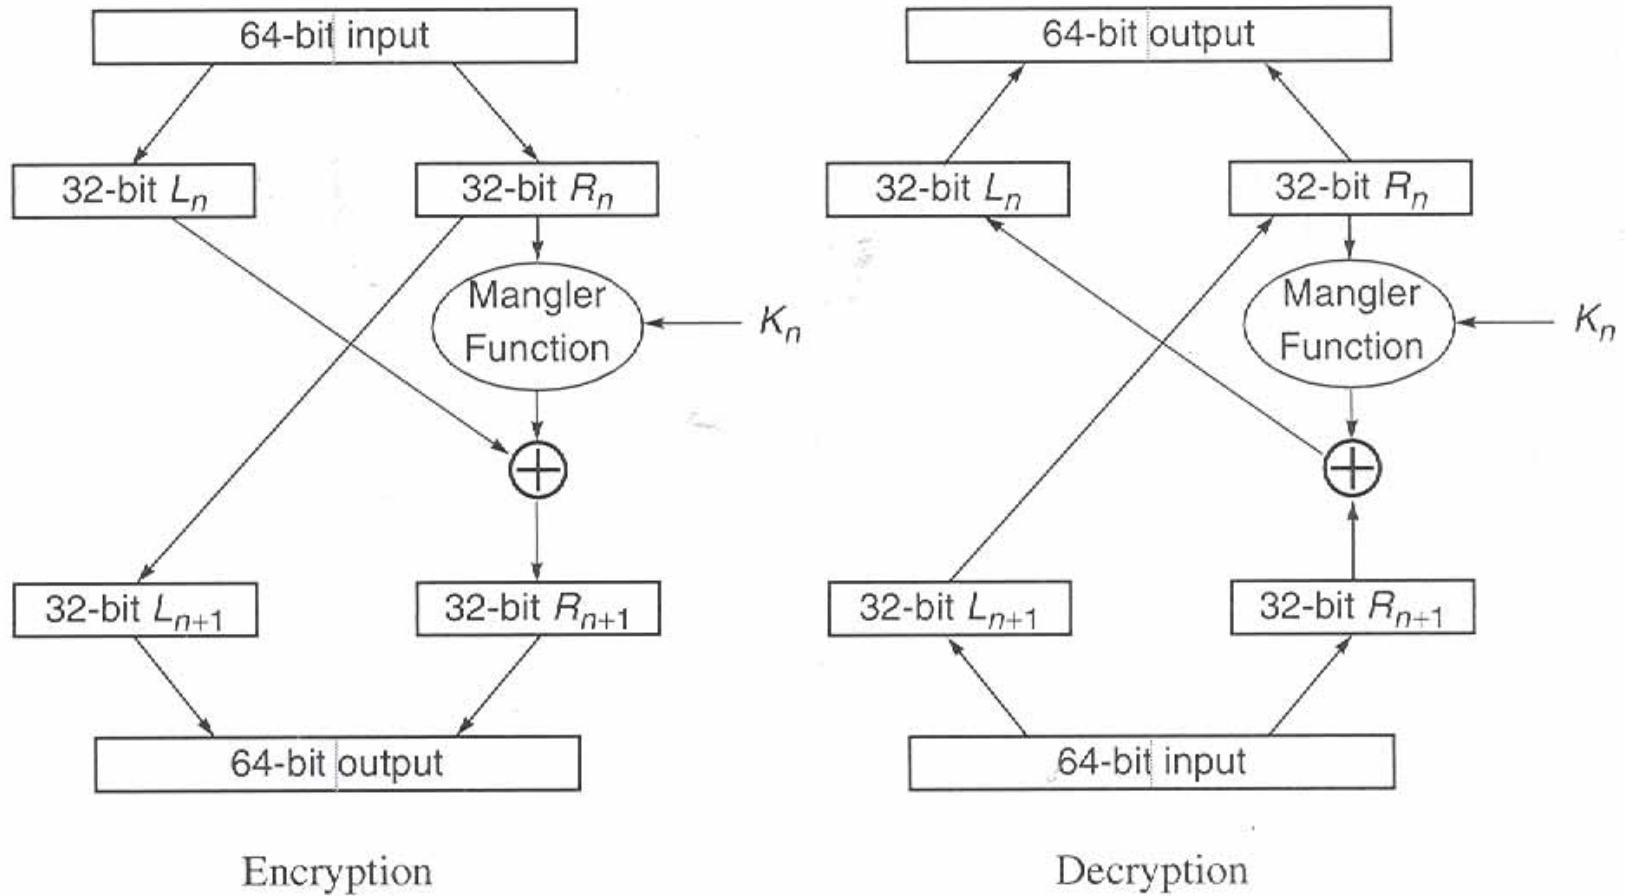 64-bit input
32-bit Lₙ
32-bit Rₙ
Mangler
Function
Kₙ
32-bit Lₙ₊₁
32-bit Rₙ₊₁
64-bit output
Encryption
64-bit output
32-bit Lₙ
32-bit Rₙ
Mangler
Function
Kₙ
32-bit Lₙ₊₁
32-bit Rₙ₊₁
64-bit input
Decryption